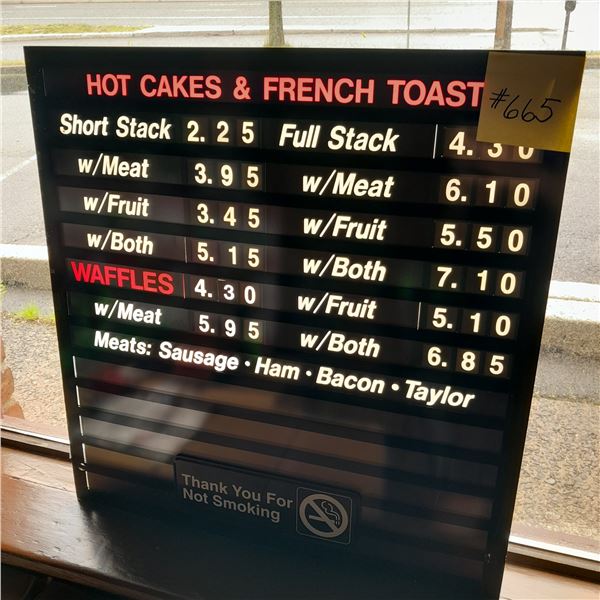 HOT CAKES & FRENCH TOAST
#665
Short Stack 2.25 Full Stack 4.30
w/Meat 3.95 w/Meat 6.10
w/Fruit 3.45 w/Fruit 5.50
w/Both 5.15 w/Both 7.10
WAFFLES 4.30 w/Fruit 5.10
w/Meat 5.95 w/Both 6.85
Meats: Sausage • Ham • Bacon • Taylor
Thank You For
Not Smoking